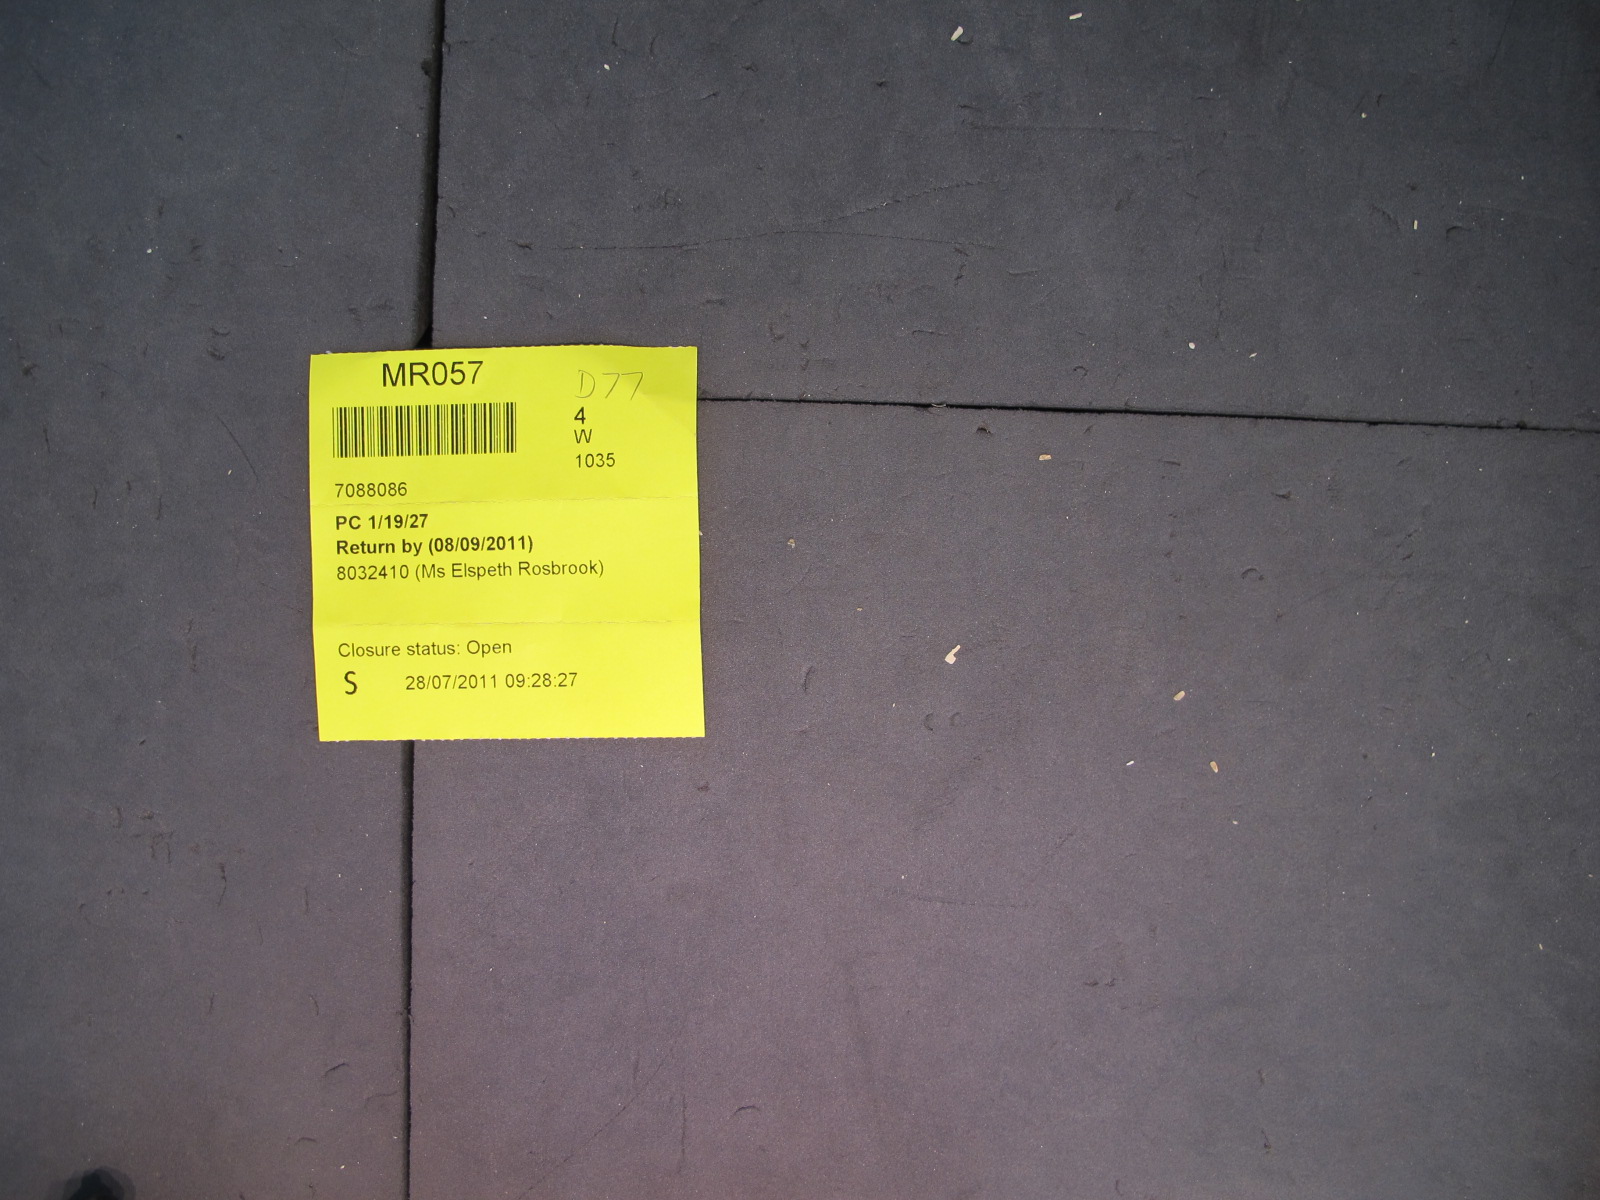 MR057
D77
4
W
1035
7088086
PC 1/19/27
Return by (08/09/2011)
8032410 (Ms Elspeth Rosbrook)
Closure status: Open
S 28/07/2011 09:28:27